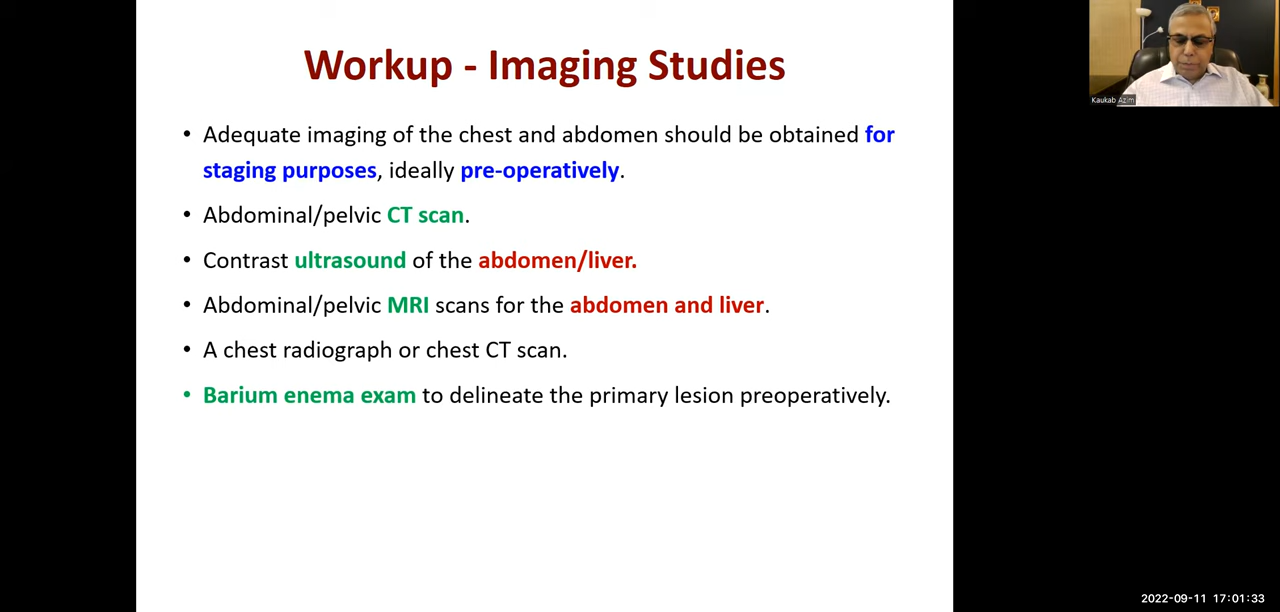 Workup - Imaging Studies
• Adequate imaging of the chest and abdomen should be obtained for
staging purposes, ideally pre-operatively.
• Abdominal/pelvic CT scan.
• Contrast ultrasound of the abdomen/liver.
• Abdominal/pelvic MRI scans for the abdomen and liver.
• A chest radiograph or chest CT scan.
• Barium enema exam to delineate the primary lesion preoperatively.
Kaukab Azim
2022-09-11 17:01:33